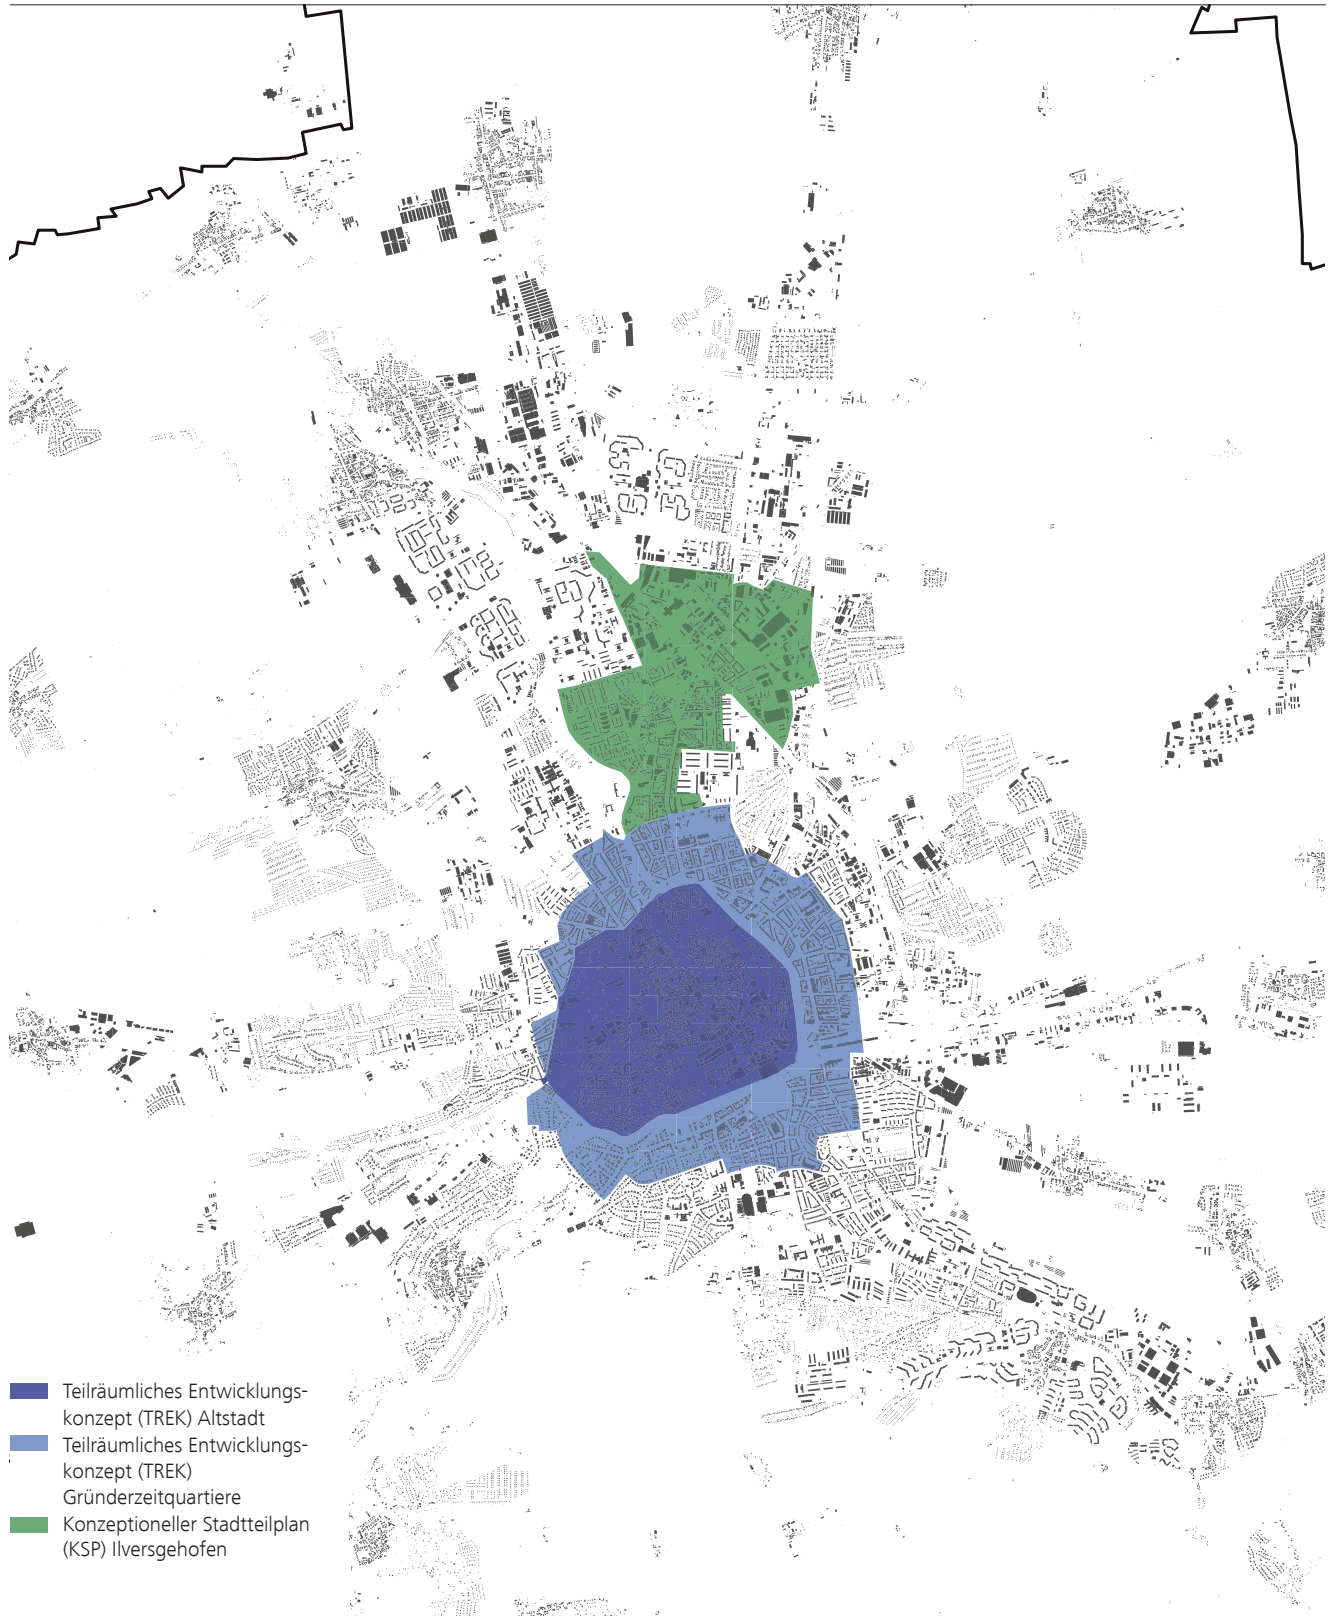 Teilräumliches Entwicklungs-
konzept (TREK) Altstadt
Teilräumliches Entwicklungs-
konzept (TREK)
Gründerzeitquartiere
Konzeptioneller Stadtteilplan
(KSP) Ilversgehofen